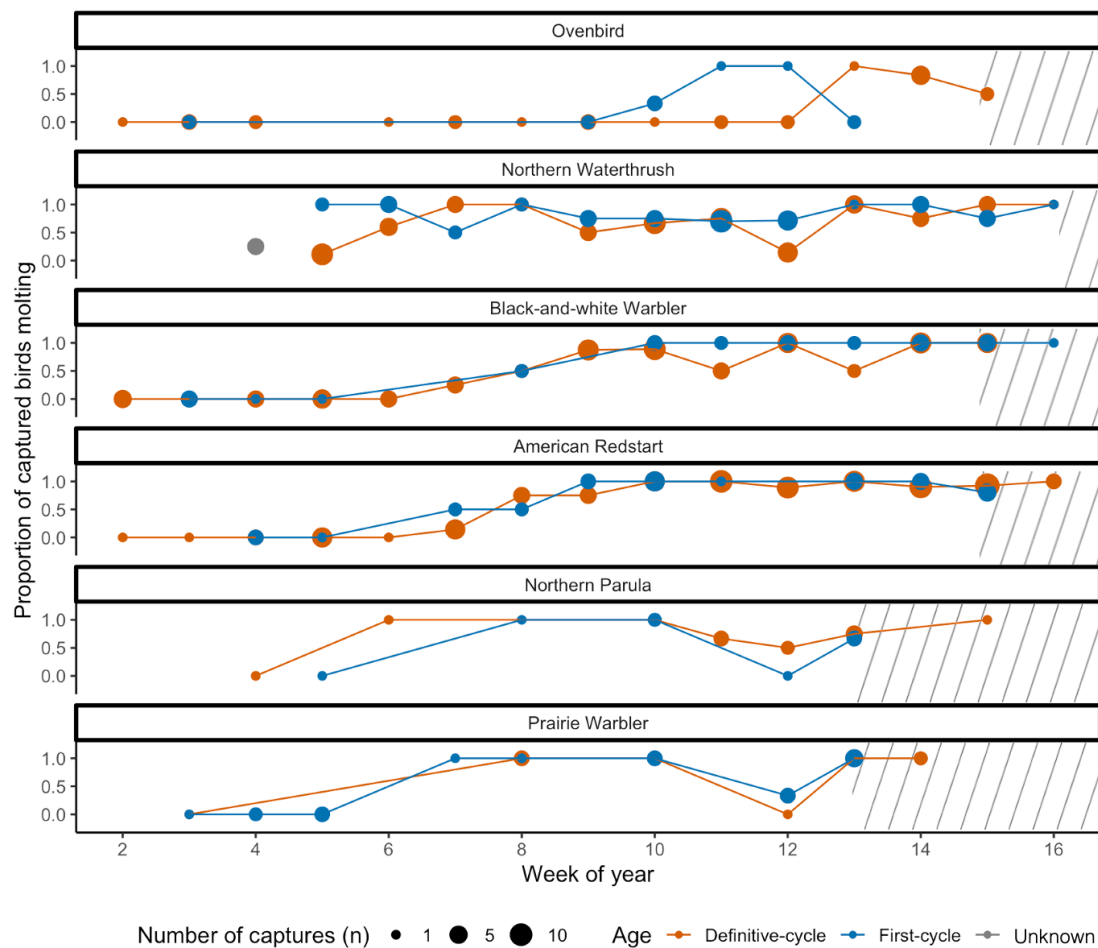 Ovenbird
1.0
0.5
0.0
Northern Waterthrush
1.0
0.5
0.0
Black-and-white Warbler
1.0
0.5
0.0
American Redstart
1.0
0.5
0.0
Northern Parula
1.0
0.5
0.0
Prairie Warbler
1.0
0.5
0.0
Proportion of captured birds molting
2 4 6 8 10 12 14 16
Week of year
Number of captures (n) 1 5 10 Age Definitive-cycle First-cycle Unknown